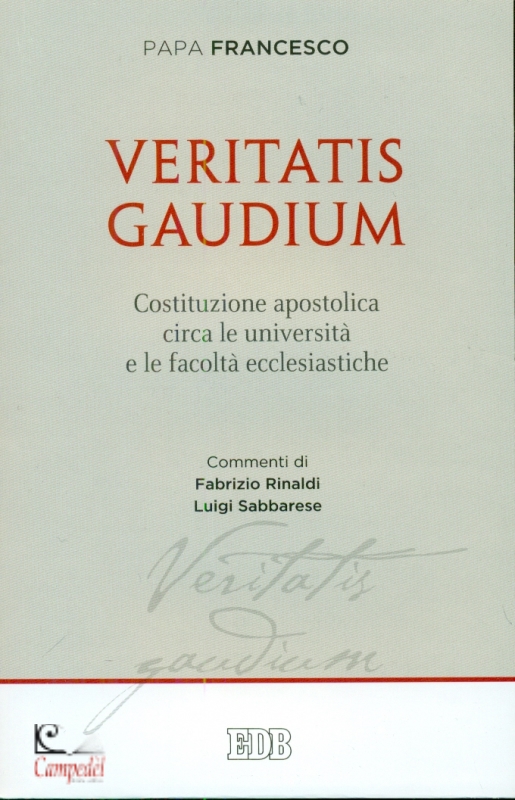 PAPA FRANCESCO
VERITATIS
GAUDIUM
Costituzione apostolica
circa le università
e le facoltà ecclesiastiche
Commenti di
Fabrizio Rinaldi
Luigi Sabbarese
Veritatis
gaudium
EDB
Campedèl